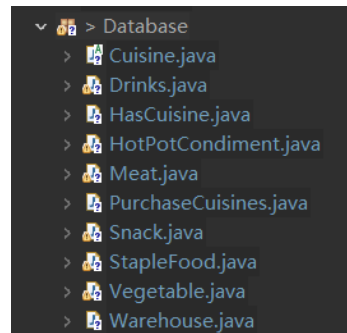 > Database
Cuisine.java
Drinks.java
HasCuisine.java
HotPotCondiment.java
Meat.java
PurchaseCuisines.java
Snack.java
StapleFood.java
Vegetable.java
Warehouse.java